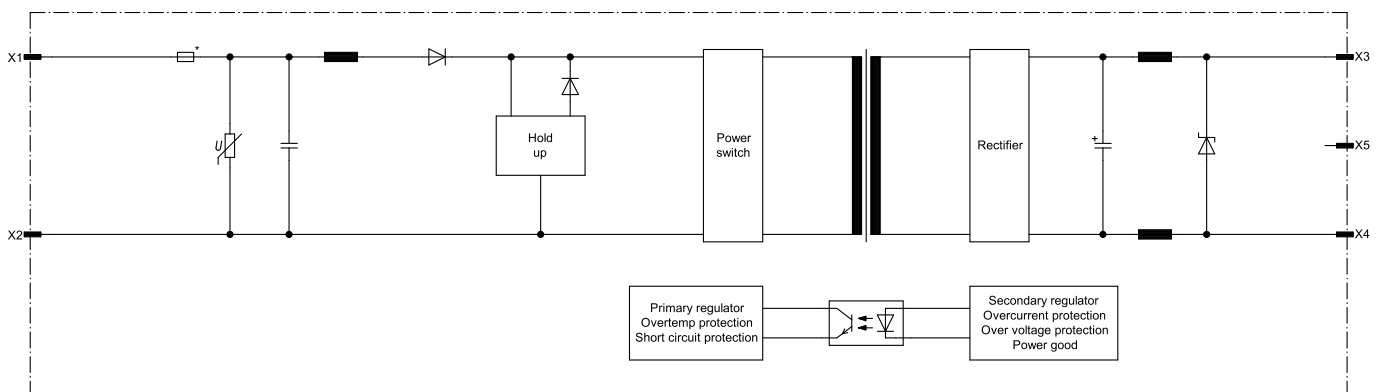 X1
*
U
+
Hold
up
Power
switch
Rectifier
X3
X5
X2
X4
Primary regulator
Overtemp protection
Short circuit protection
Secondary regulator
Overcurrent protection
Over voltage protection
Power good